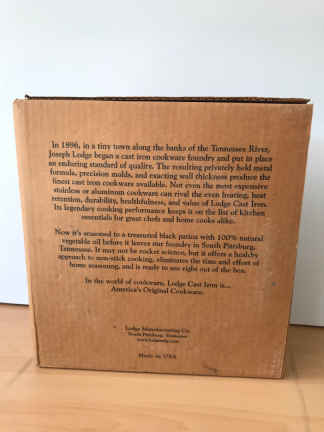 In 1896, in a tiny town along the banks of the Tennessee River,
Joseph Lodge began a cast iron cookware foundry and put in place
an enduring standard of quality. The resulting privately held metal
formula, precision molds, and exacting wall thickness produce the
finest cast iron cookware available. Not even the most expensive
stainless or aluminum cookware can rival the even heating, heat
retention, durability, healthfulness, and value of Lodge Cast Iron.
Its legendary cooking performance keeps it on the list of kitchen
essentials for great chefs and home cooks alike.
Now it's seasoned to a treasured black patina with 100% natural
vegetable oil before it leaves our foundry in South Pittsburg,
Tennessee. It may not be rocket science, but it offers a healthy
approach to non-stick cooking, eliminates the time and effort of
home seasoning, and is ready to use right out of the box.
In the world of cookware, Lodge Cast Iron is...
America's Original Cookware.
Lodge Manufacturing Co.
South Pittsburg, Tennessee
www.lodgemfg.com
Made in USA